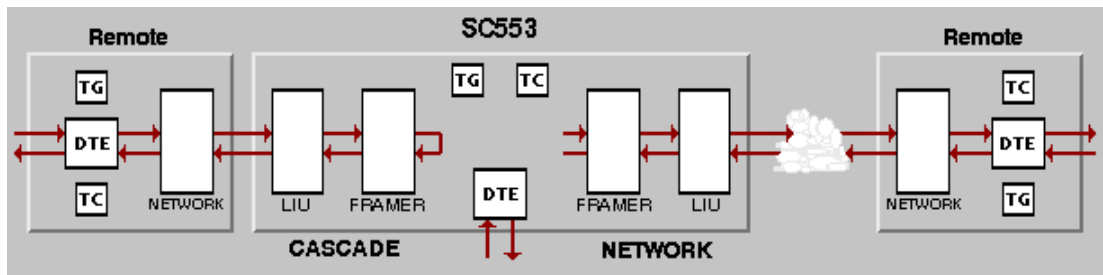 SC553
Remote
TG
DTE
TC
NETWORK
LIU
FRAMER
CASCADE
TG
TC
DTE
FRAMER
LIU
NETWORK
Remote
TC
DTE
TG
NETWORK